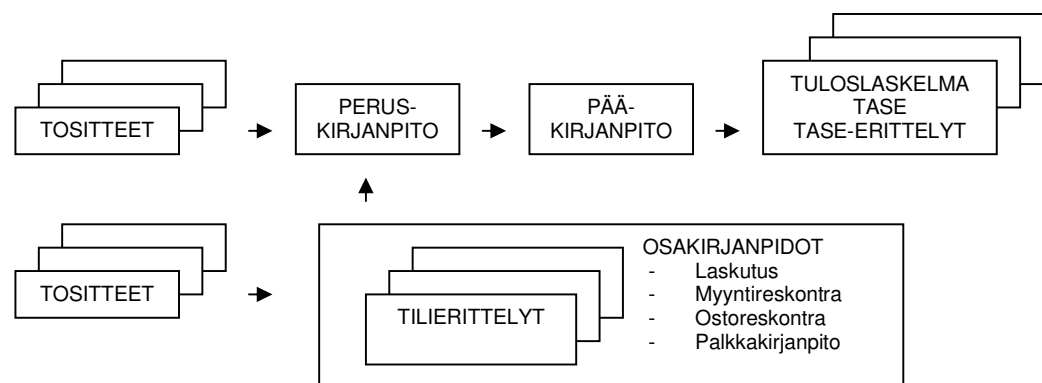 TOSITTEET
PERUS-
KIRJANPITO
PÄÄ-
KIRJANPITO
TULOSLASKELMA
TASE
TASE-ERITTELYT
TOSITTEET
TILIERITTELYT
OSAKIRJANPIDOT
- Laskutus
- Myyntireskontra
- Ostoreskontra
- Palkkakirjanpito